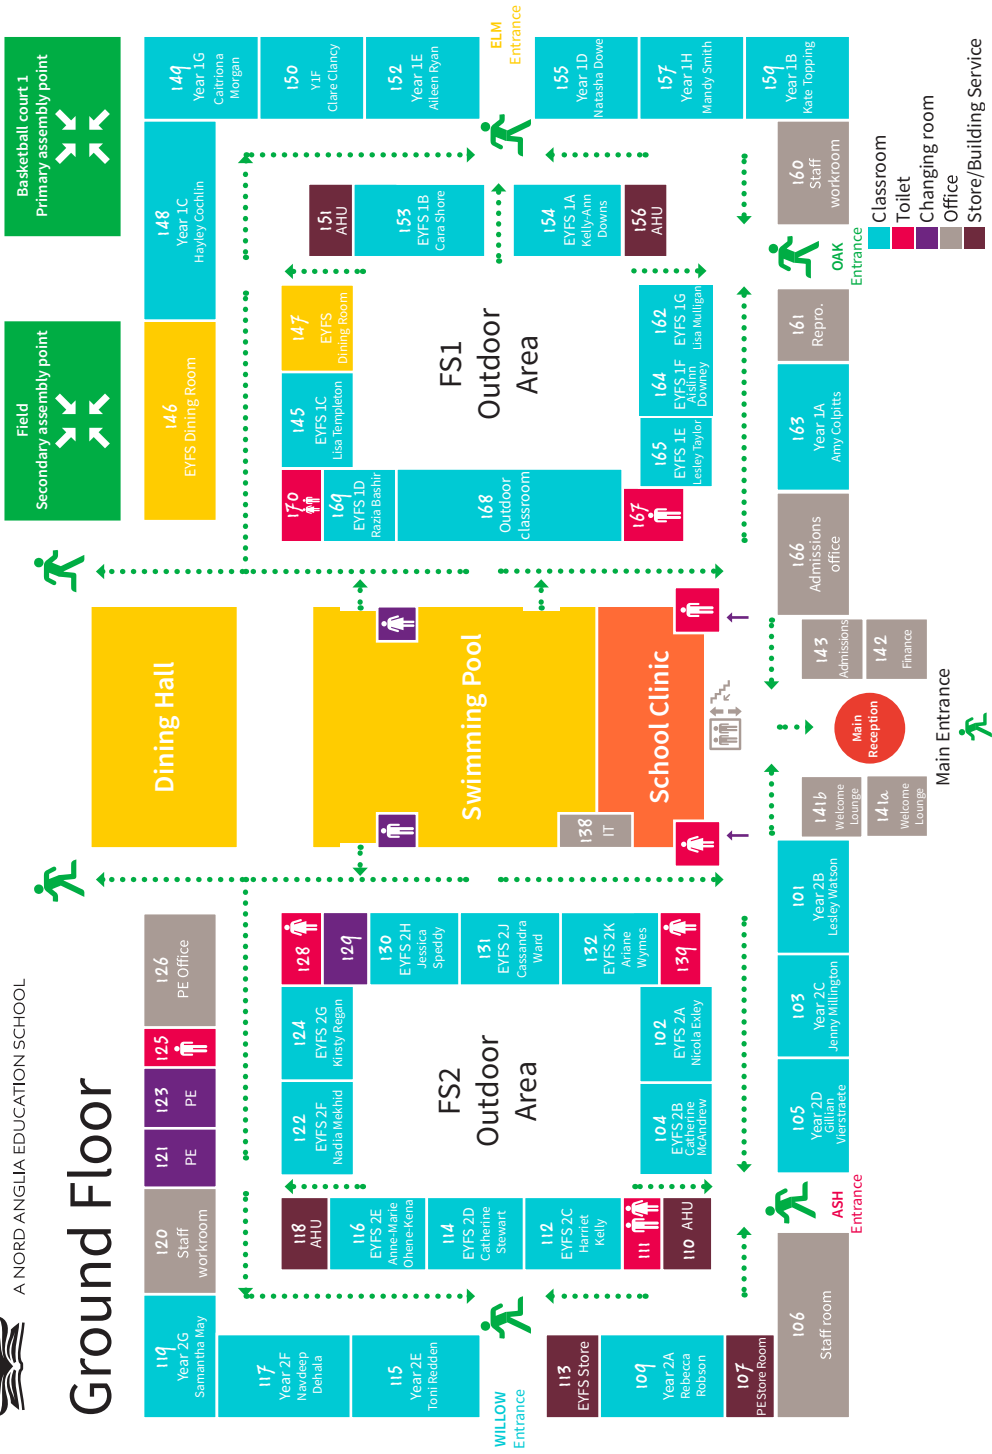 A NORD ANGLIA EDUCATION SCHOOL
Ground Floor
Field
Secondary assembly point
Basketball court 1
Primary assembly point
119
Year 2G
Samantha May
120
Staff
workroom
121
PE
123
PE
125
126
PE Office
Dining Hall
146
EYFS Dining Room
148
Year 1C
Hayley Cochlin
149
Year 1G
Caitriona
Morgan
117
Year 2F
Navdeep
Dehala
118
AHU
122
EYFS 2F
Nadia Mekhid
124
EYFS 2G
Kirsty Regan
128
129
170
145
EYFS 1C
Lisa Templeton
147
EYFS
Dining Room
151
AHU
150
Y1F
Clare Clancy
115
Year 2E
Toni Redden
116
EYFS 2E
Anne-Marie
Ohene-Kena
114
EYFS 2D
Catherine
Stewart
FS2
Outdoor
Area
130
EYFS 2H
Jessica
Speddy
131
EYFS 2J
Cassandra
Ward
Swimming Pool
169
EYFS 1D
Razia Bashir
168
Outdoor
classroom
FS1
Outdoor
Area
153
EYFS 1B
Cara Shore
152
Year 1E
Aileen Ryan
WILLOW
Entrance
ELM
Entrance
113
EYFS Store
112
EYFS 2C
Harriet
Kelly
132
EYFS 2K
Ariane
Wymes
138
IT
154
EYFS 1A
Kelly-Ann
Downs
155
Year 1D
Natasha Dowe
109
Year 2A
Rebecca
Robson
111
110 AHU
104
EYFS 2B
Catherine
McAndrew
102
EYFS 2A
Nicola Exley
139
School Clinic
167
165
EYFS 1E
Lesley Taylor
164
EYFS 1F
Aislinn
Downey
162
EYFS 1G
Lisa Mulligan
156
AHU
157
Year 1H
Mandy Smith
107
PE Store Room
106
Staff room
ASH
Entrance
105
Year 2D
Gillian
Vierstraete
103
Year 2C
Jenny Millington
101
Year 2B
Lesley Watson
141b
Welcome
Lounge
141a
Welcome
Lounge
Main
Reception
143
Admissions
142
Finance
166
Admissions
office
163
Year 1A
Amy Colpitts
161
Repro.
OAK
Entrance
160
Staff
workroom
159
Year 1B
Kate Topping
Main Entrance
Classroom
Toilet
Changing room
Office
Store/Building Service